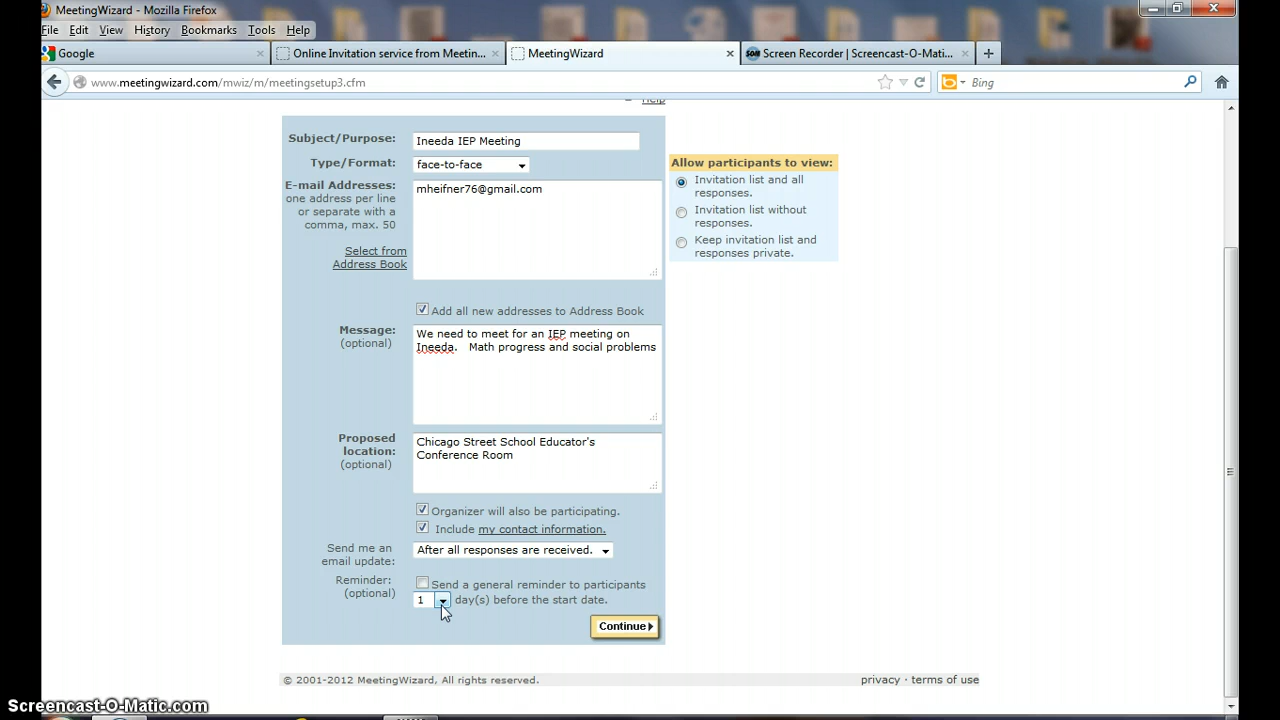 MeetingWizard - Mozilla Firefox
File Edit View History Bookmarks Tools Help
Google
Online Invitation service from Meetin...
MeetingWizard
Screen Recorder | Screencast-O-Mati...
www.meetingwizard.com/mwiz/m/meetingsetup3.cfm
Bing
Help
Subject/Purpose: Ineeda IEP Meeting
Type/Format: face-to-face
E-mail Addresses: mheifner76@gmail.com
one address per line
or separate with a
comma, max. 50
Select from
Address Book
Add all new addresses to Address Book
Message:
(optional)
We need to meet for an IEP meeting on
Ineeda. Math progress and social problems
Proposed
location:
(optional)
Chicago Street School Educator's
Conference Room
Organizer will also be participating.
Include my contact information.
Send me an
email update:
After all responses are received.
Reminder:
(optional)
Send a general reminder to participants
1 day(s) before the start date.
Continue
Allow participants to view:
Invitation list and all
responses.
Invitation list without
responses.
Keep invitation list and
responses private.
© 2001-2012 MeetingWizard, All rights reserved.
privacy · terms of use
Screencast-O-Matic.com